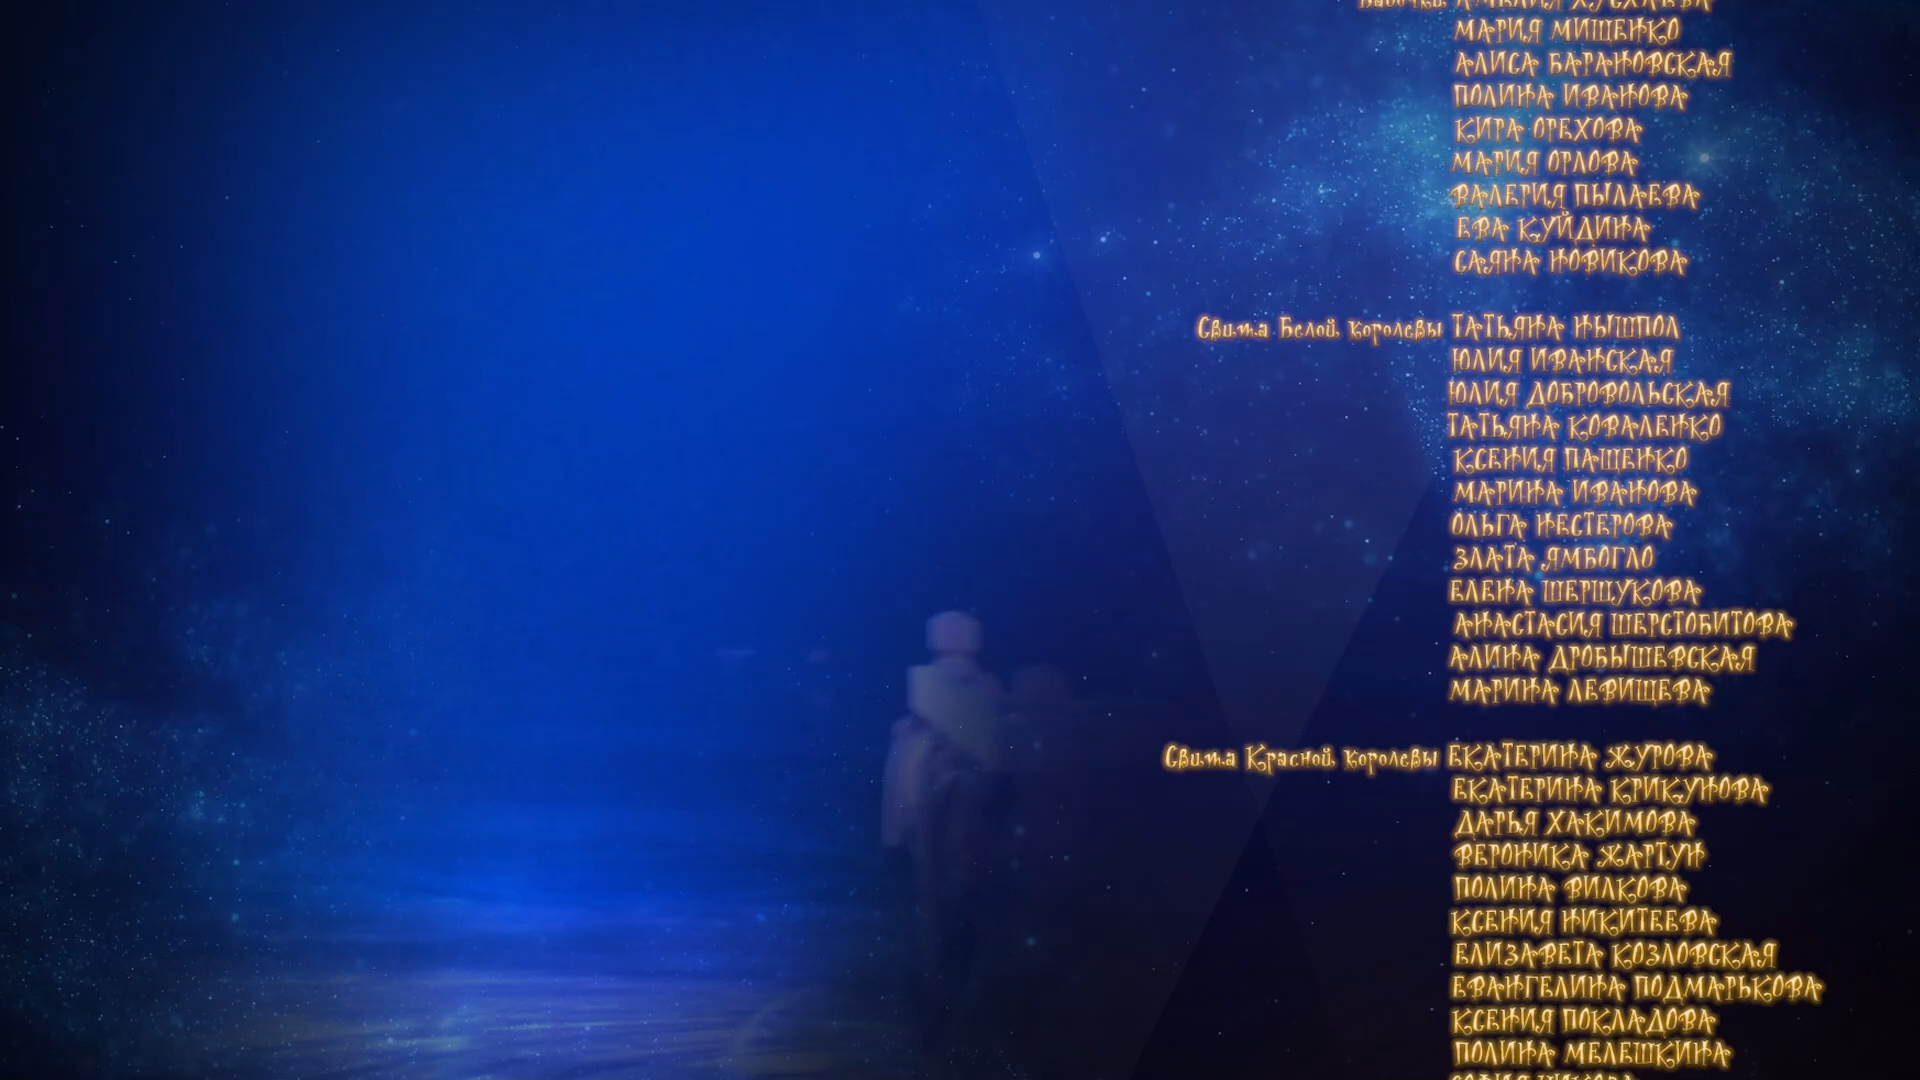 МАРИЯ МИЩЕНКО
АЛИСА БАРАНОВСКАЯ
ПОЛИНА ИВАНОВА
КИРА ОРЕХОВА
МАРИЯ ОРЛОВА
ВАЛЕРИЯ ПЫЛАЕВА
ЕВА КУЙДИНА
САЯНА НОВИКОВА
Свита Белой королевы ТАТЬЯНА НЫШПОЛ
ЮЛИЯ ИВАНСКАЯ
ЮЛИЯ ДОБРОВОЛЬСКАЯ
ТАТЬЯНА КОВАЛЕНКО
КСЕНИЯ ПАЩЕНКО
МАРИНА ИВАНОВА
ОЛЬГА НЕСТЕРОВА
ЗЛАТА ЯМБОГЛО
ЕЛЕНА ШЕРШУКОВА
АНАСТАСИЯ ШЕРСТОБИТОВА
АЛИНА ДРОБЫШЕВСКАЯ
МАРИНА ЛЕВИЩЕВА
Свита Красной королевы ЕКАТЕРИНА ЖУРОВА
ЕКАТЕРИНА КРИКУНОВА
ДАРЬЯ ХАКИМОВА
ВЕРОНИКА ЖАРТУН
ПОЛИНА ВИЛКОВА
КСЕНИЯ НИКИТЕЕВА
ЕЛИЗАВЕТА КОЗЛОВСКАЯ
ЕВАНГЕЛИНА ПОДМАРЬКОВА
КСЕНИЯ ПОКЛАДОВА
ПОЛИНА МЕЛЕШКИНА